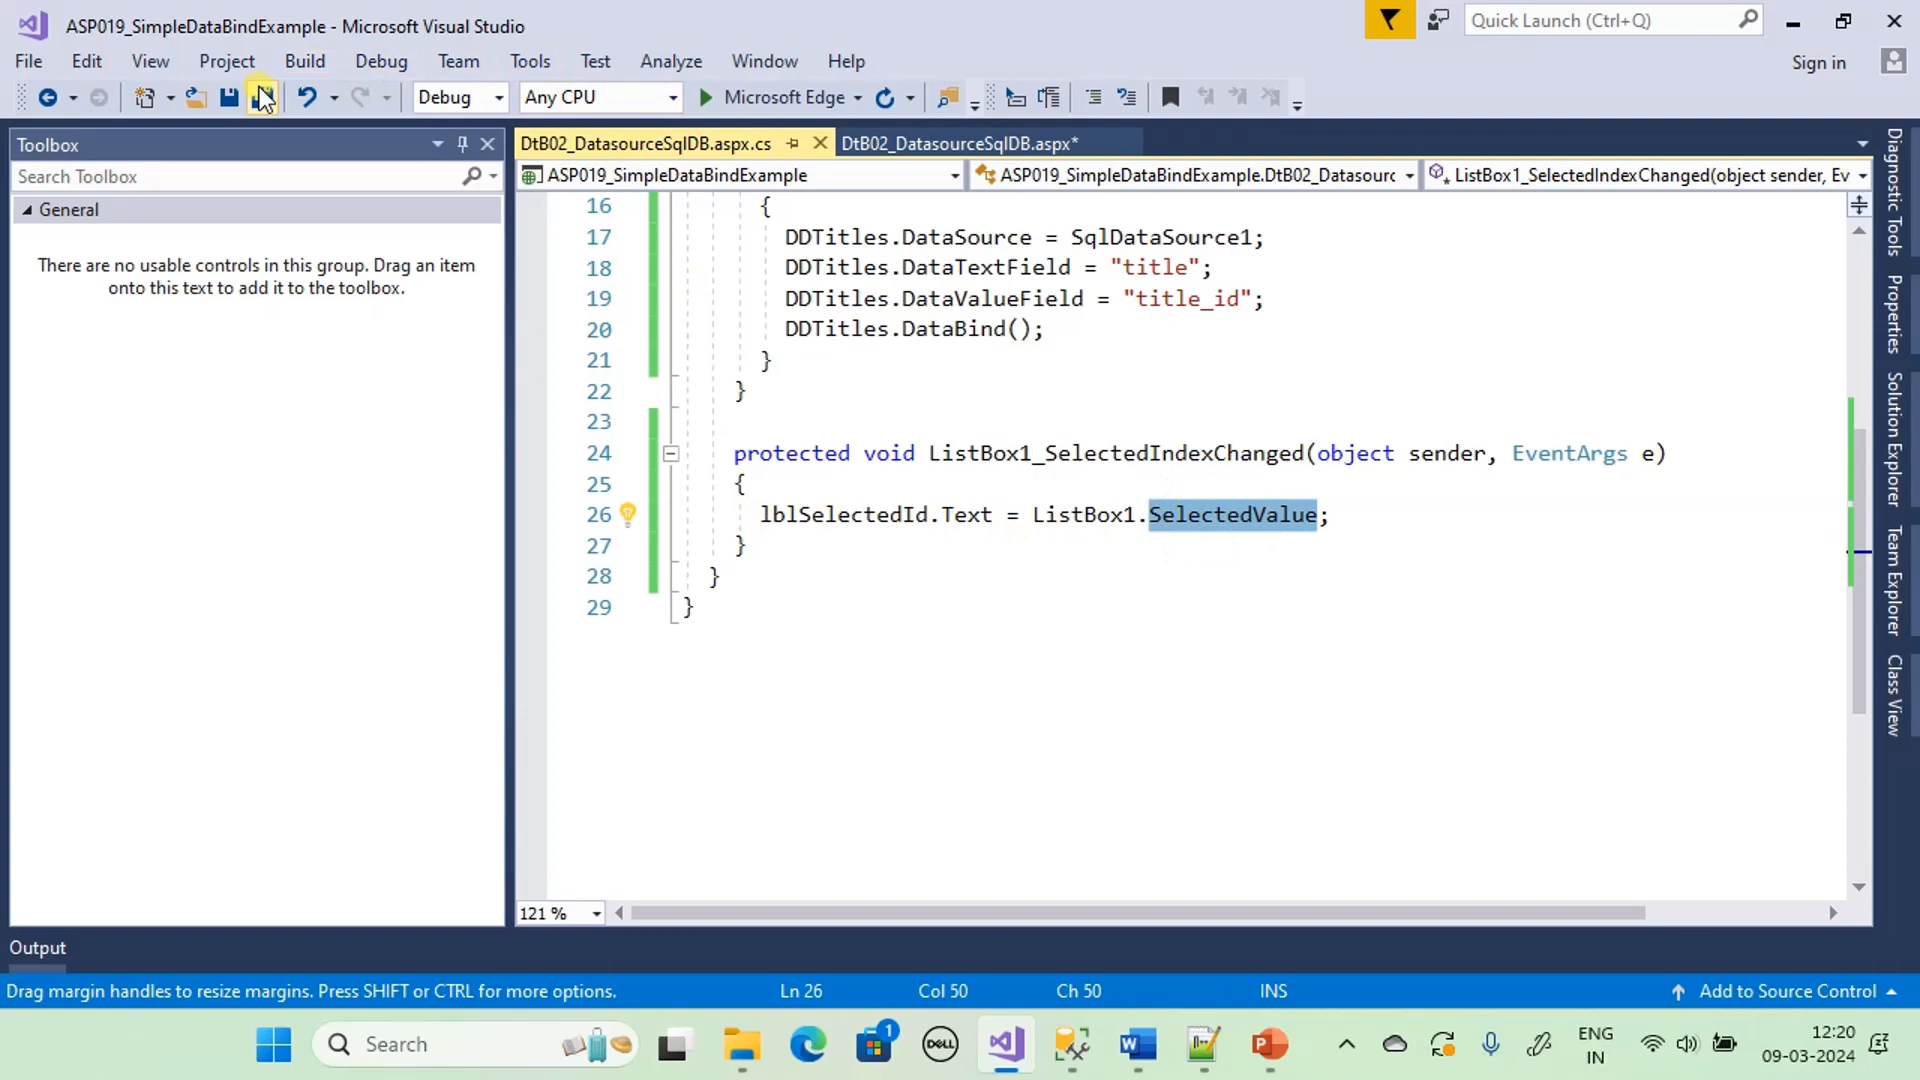 ASP019_SimpleDataBindExample - Microsoft Visual Studio
Quick Launch (Ctrl+Q)
File Edit View Project Build Debug Team Tools Test Analyze Window Help
Sign in
Debug Any CPU Microsoft Edge
Toolbox
DtB02_DatasourceSqlDB.aspx.cs DtB02_DatasourceSqlDB.aspx*
Search Toolbox
ASP019_SimpleDataBindExample ASP019_SimpleDataBindExample.DtB02_Datasourc ListBox1_SelectedIndexChanged(object sender, Ev
General
There are no usable controls in this group. Drag an item
onto this text to add it to the toolbox.
16 {
17 DDTitles.DataSource = SqlDataSource1;
18 DDTitles.DataTextField = "title";
19 DDTitles.DataValueField = "title_id";
20 DDTitles.DataBind();
21 }
22 }
23
24 protected void ListBox1_SelectedIndexChanged(object sender, EventArgs e)
25 {
26 lblSelectedId.Text = ListBox1.SelectedValue;
27 }
28 }
29 }
Diagnostic Tools
Properties
Solution Explorer
Team Explorer
Class View
121 %
Output
Drag margin handles to resize margins. Press SHIFT or CTRL for more options. Ln 26 Col 50 Ch 50 INS Add to Source Control
Search
1
DELL
ENG
IN
12:20
09-03-2024